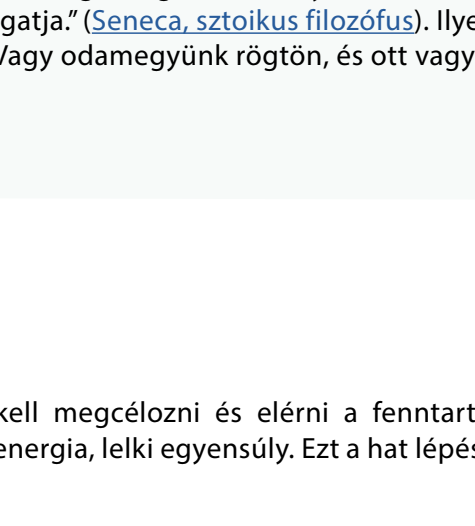 gatja.” (Seneca, sztoikus filozófus). Ilye
Vagy odamegyünk rögtön, és ott vagy
kell megcélozni és elérni a fenntart
energia, lelki egyensúly. Ezt a hat lépés